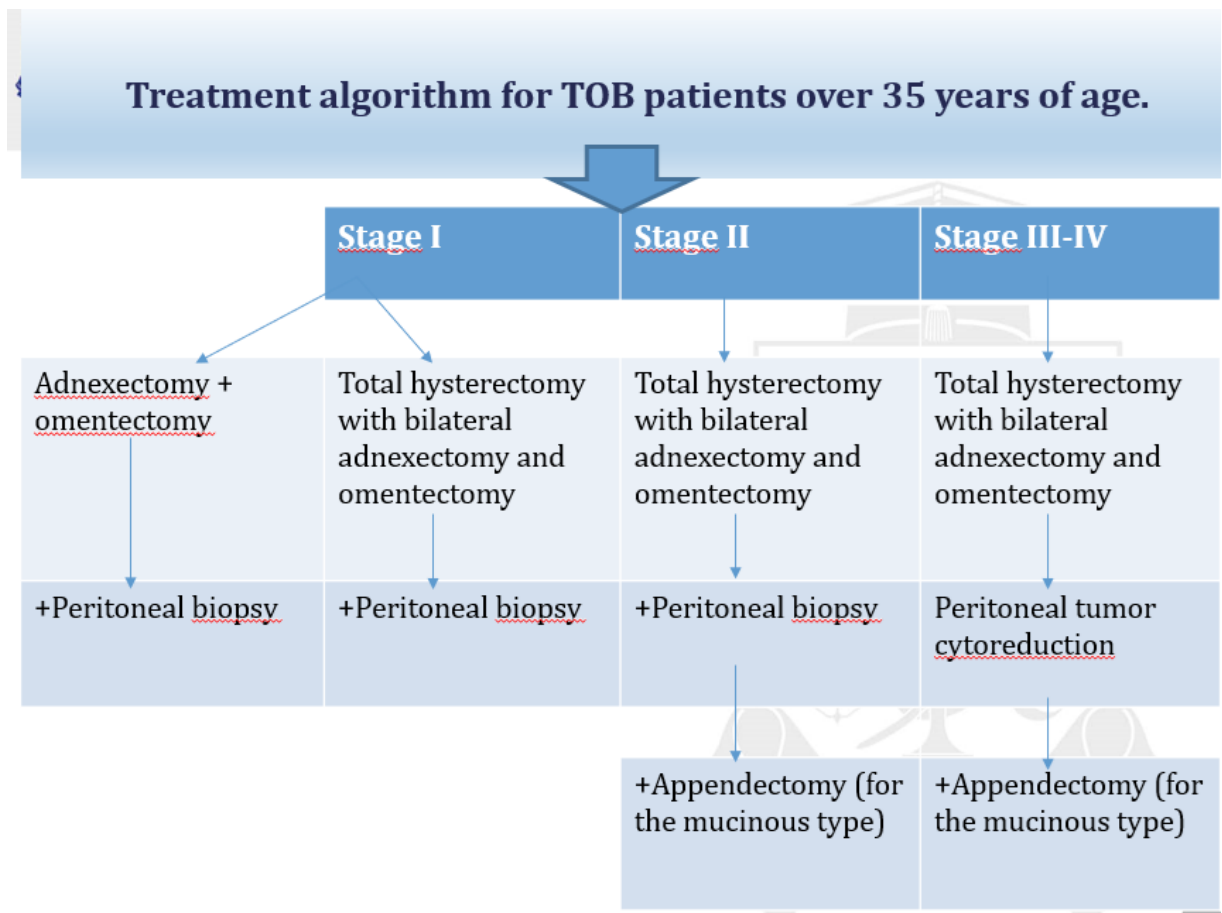 Treatment algorithm for TOB patients over 35 years of age.
Stage I
Stage II
Stage III-IV
Adnexectomy +
omentectomy
Total hysterectomy
with bilateral
adnexectomy and
omentectomy
Total hysterectomy
with bilateral
adnexectomy and
omentectomy
Total hysterectomy
with bilateral
adnexectomy and
omentectomy
+Peritoneal biopsy
+Peritoneal biopsy
+Peritoneal biopsy
Peritoneal tumor
cytoreduction
+Appendectomy (for
the mucinous type)
+Appendectomy (for
the mucinous type)